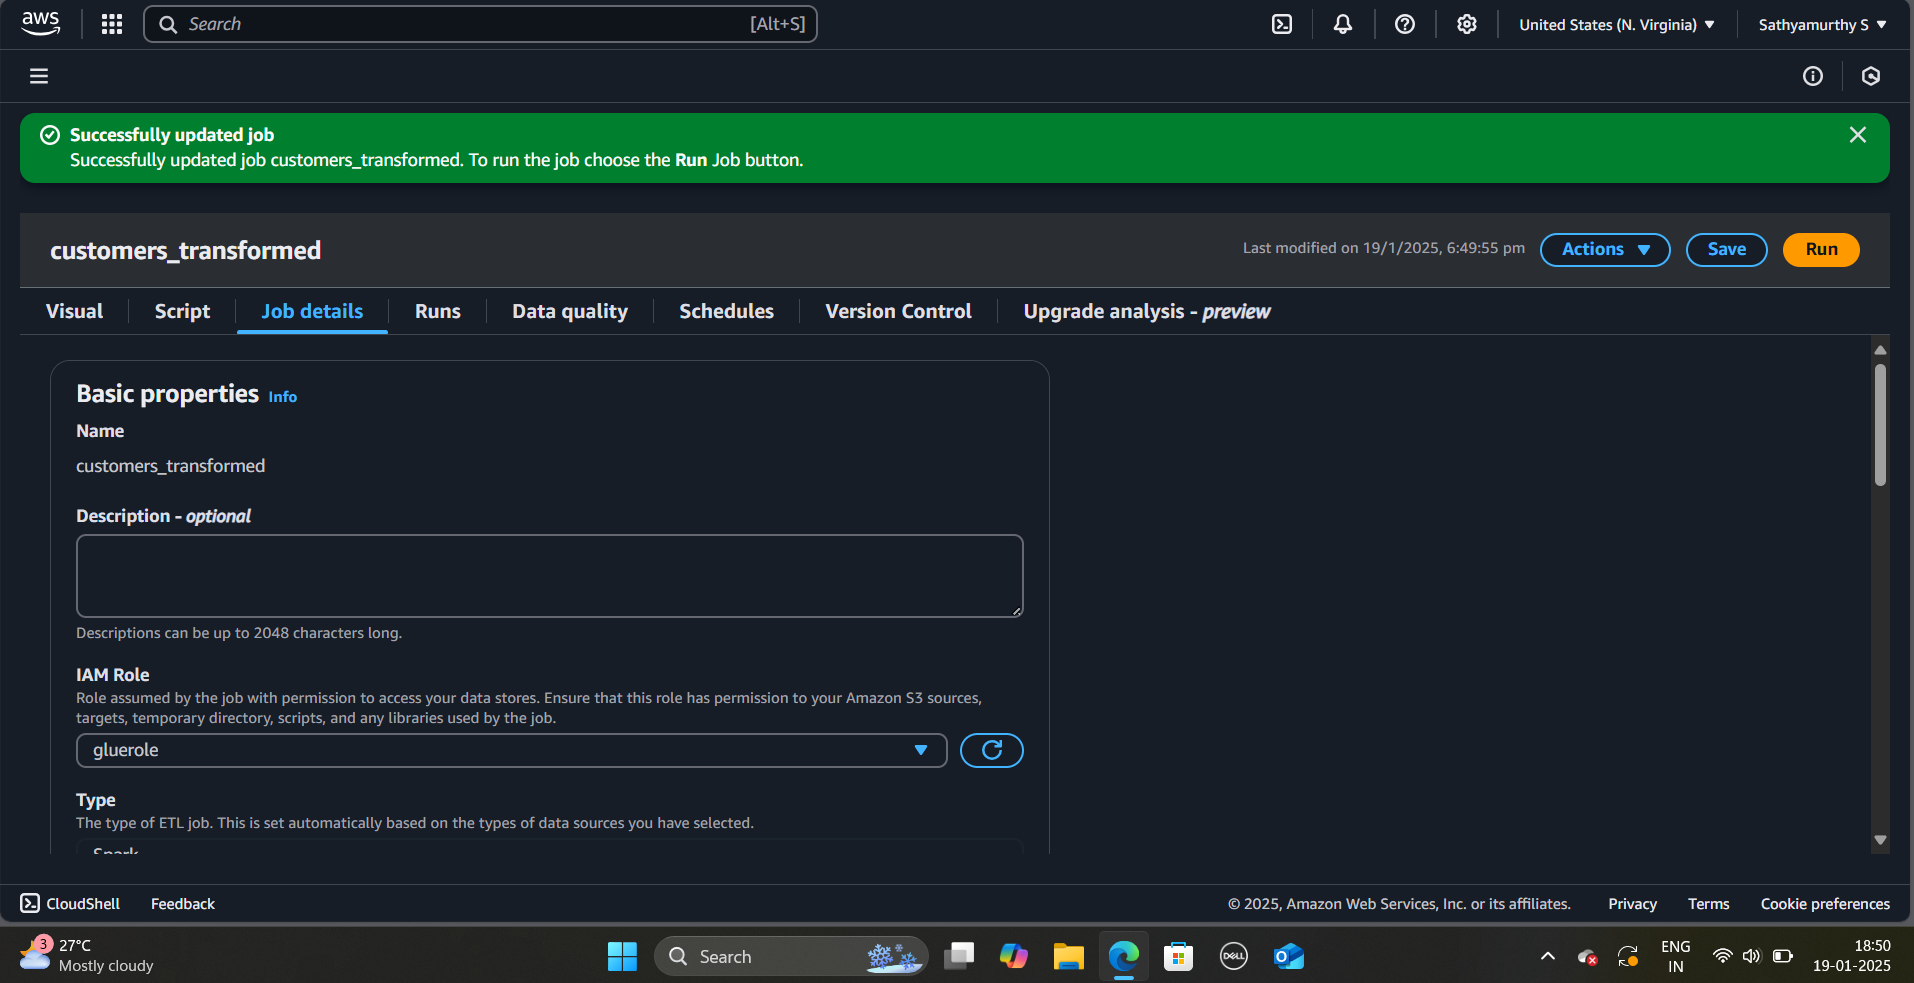 aws
Search [Alt+S]
United States (N. Virginia)
Sathyamurthy S
Successfully updated job
Successfully updated job customers_transformed. To run the job choose the Run Job button.
customers_transformed
Last modified on 19/1/2025, 6:49:55 pm
Actions
Save
Run
Visual
Script
Job details
Runs
Data quality
Schedules
Version Control
Upgrade analysis - preview
Basic properties Info
Name
customers_transformed
Description - optional
Descriptions can be up to 2048 characters long.
IAM Role
Role assumed by the job with permission to access your data stores. Ensure that this role has permission to your Amazon S3 sources,
targets, temporary directory, scripts, and any libraries used by the job.
gluerole
Type
The type of ETL job. This is set automatically based on the types of data sources you have selected.
Spark
CloudShell
Feedback
© 2025, Amazon Web Services, Inc. or its affiliates.
Privacy
Terms
Cookie preferences
3
27°C
Mostly cloudy
Search
DELL
O
ENG
IN
18:50
19-01-2025